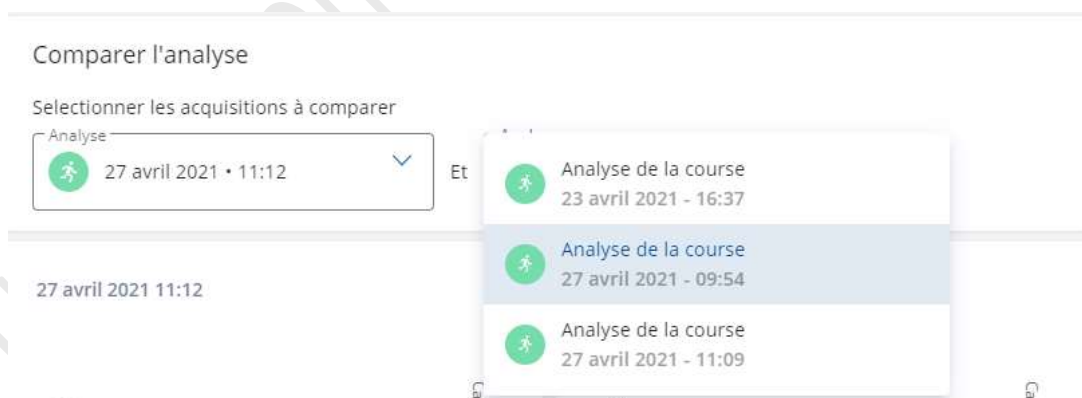 Comparer l'analyse
Selectionner les acquisitions à comparer
Analyse
27 avril 2021 • 11:12
Et
Analyse de la course
23 avril 2021 - 16:37
Analyse de la course
27 avril 2021 - 09:54
Analyse de la course
27 avril 2021 - 11:09
27 avril 2021 11:12